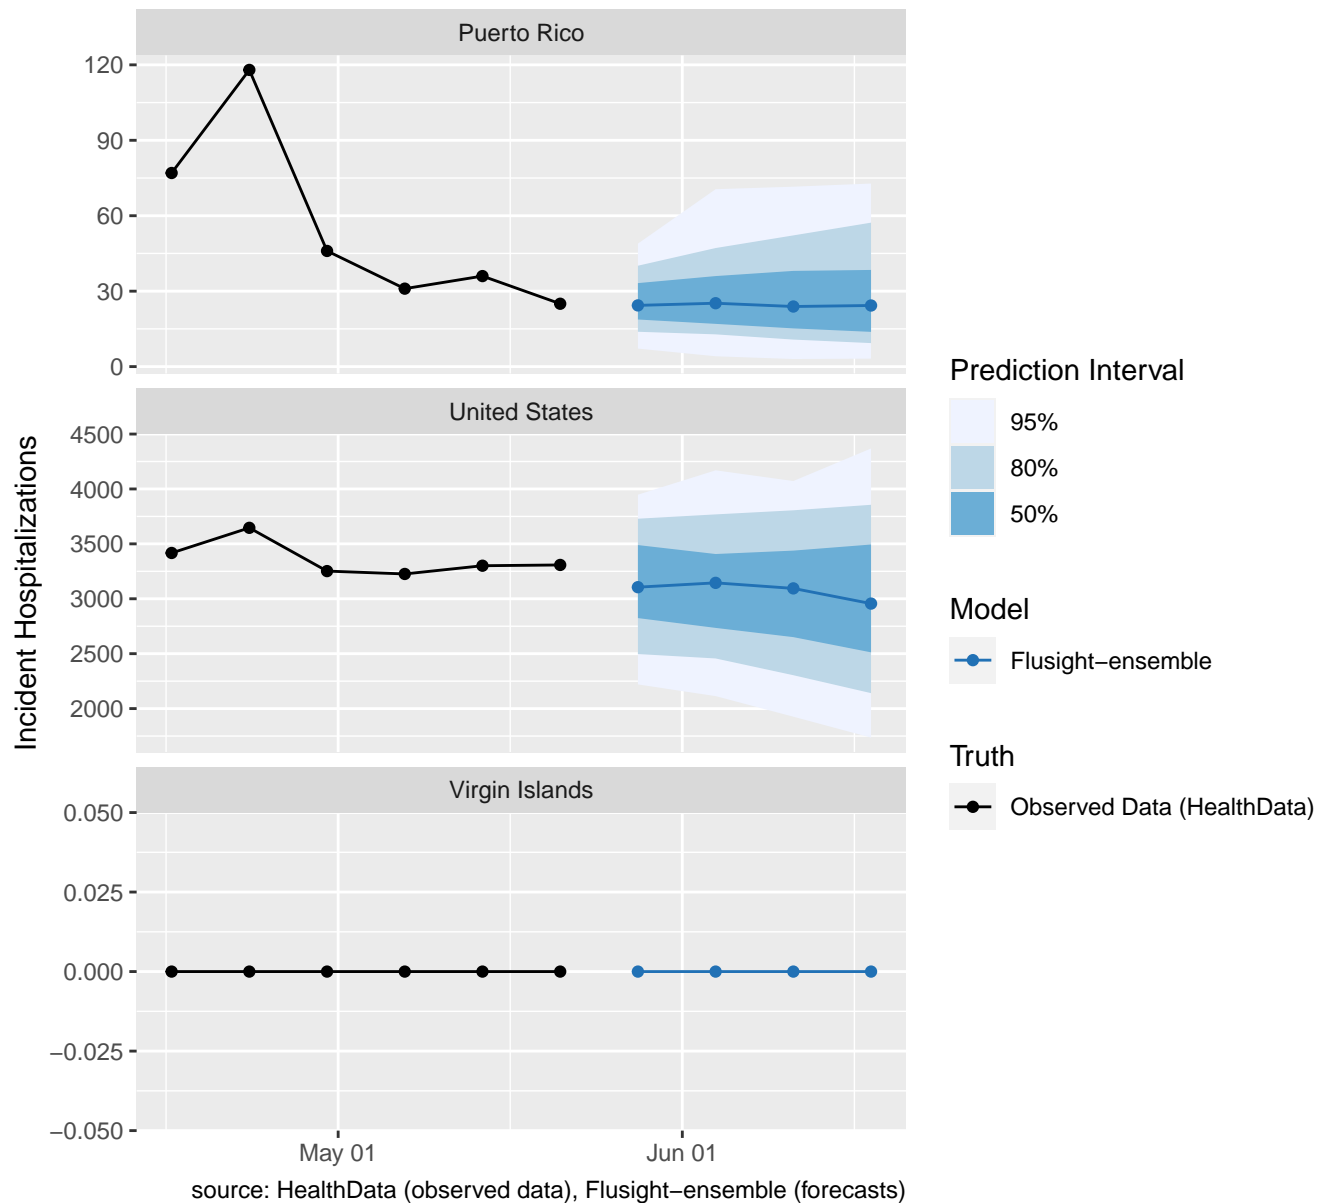 Puerto Rico
120
90
60
30
0
United States
4500
4000
3500
3000
2500
2000
Virgin Islands
0.050
0.025
0.000
−0.025
−0.050
May 01
Jun 01
Incident Hospitalizations
source: HealthData (observed data), Flusight−ensemble (forecasts)
Prediction Interval
95%
80%
50%
Model
Flusight−ensemble
Truth
Observed Data (HealthData)